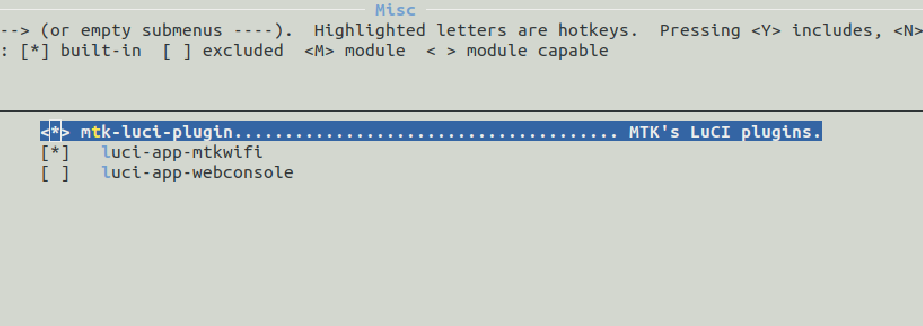 Misc
--> (or empty submenus ----).  Highlighted letters are hotkeys.  Pressing <Y> includes, <N>
: [*] built-in  [ ] excluded  <M> module  < > module capable
<*> mtk-luci-plugin...................................... MTK's LuCI plugins.
[*]   luci-app-mtkwifi
[ ]   luci-app-webconsole